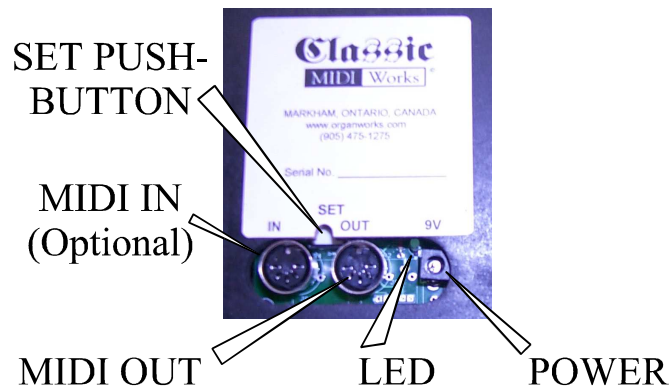 SET PUSH-
BUTTON
MIDI IN
(Optional)
MIDI OUT
LED
POWER
Classic
MIDI Works®
MARKHAM, ONTARIO, CANADA
www.organworks.com
(905) 475-1275
Serial No.
SET
IN OUT 9V